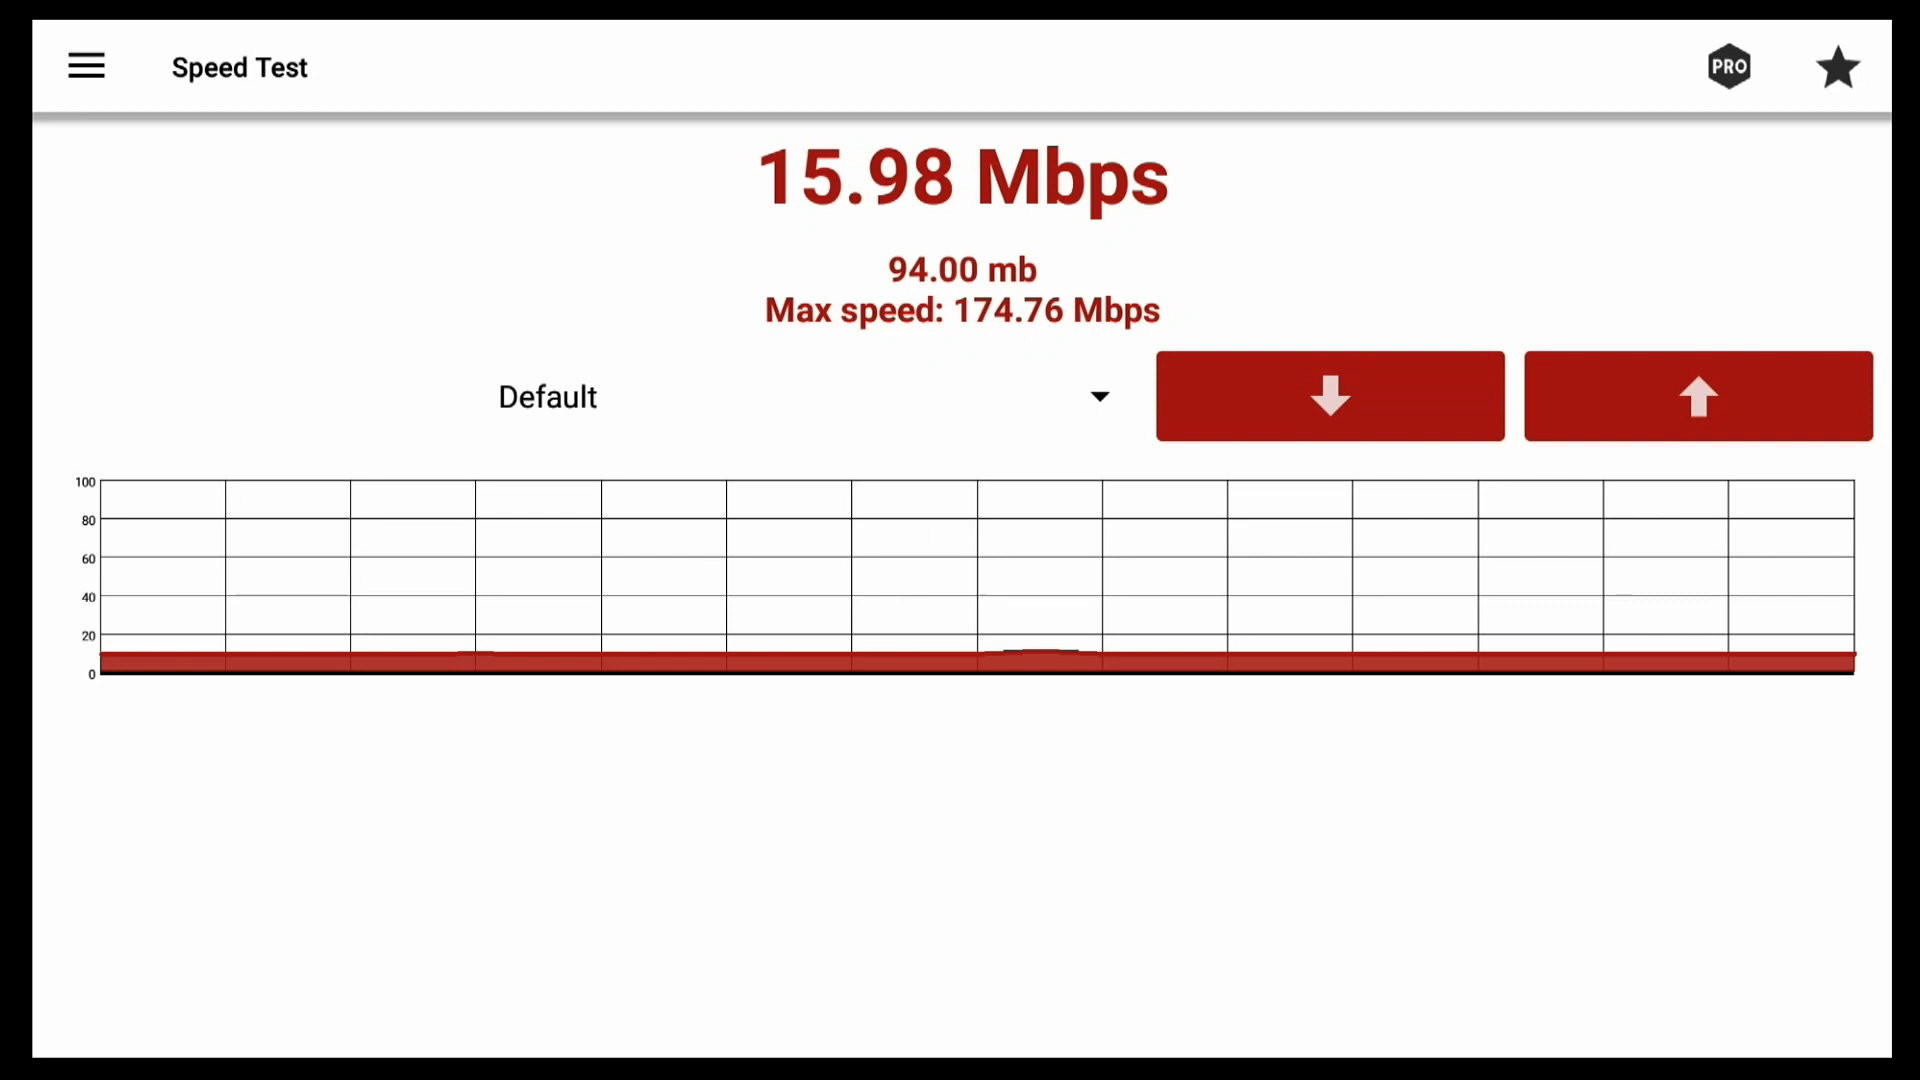 Speed Test
PRO
15.98 Mbps
94.00 mb
Max speed: 174.76 Mbps
Default
100
80
60
40
20
0